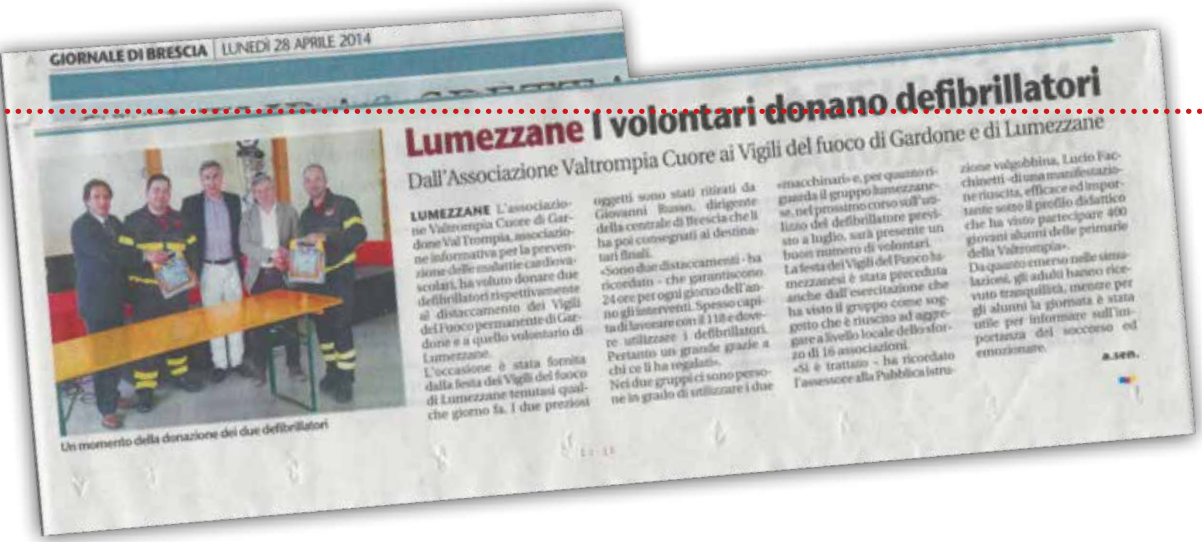 GIORNALE DI BRESCIA | LUNEDÌ 28 APRILE 2014
Lumezzane I volontari donano defibrillatori
Dall'Associazione Valtrompia Cuore ai Vigili del fuoco di Gardone e di Lumezzane
LUMEZZANE L'associazio-
ne Valtrompia Cuore di Gar-
done Val Trompia, associazio-
ne informativa per la preven-
zione delle malattie cardiova-
scolari, ha voluto donare due
defibrillatori rispettivamente
al distaccamento dei Vigili
del Fuoco permanente di Gar-
done e a quello volontario di
Lumezzane.
L'occasione è stata fornita
dalla festa dei Vigili del fuoco
di Lumezzane tenutasi qual-
che giorno fa. I due preziosi
oggetti sono stati ritirati da
Giovanni Russo, dirigente
della centrale di Brescia che li
ha poi consegnati ai destina-
tari finali.
«Sono due distaccamenti - ha
ricordato - che garantiscono
24 ore per ogni giorno dell'an-
no gli interventi. Spesso capi-
ta di lavorare con il 118 e dove-
re utilizzare i defibrillatori.
Pertanto un grande grazie a
chi ce li ha regalati».
Nei due gruppi ci sono perso-
ne in grado di utilizzare i due
«macchinari» e, per quanto ri-
guarda il gruppo lumezzane-
se, nel prossimo corso sull'uti-
lizzo del defibrillatore previ-
sto a luglio, sarà presente un
buon numero di volontari.
La festa dei Vigili del Fuoco lu-
mezzanesi è stata preceduta
anche dall'esercitazione che
ha visto il gruppo come sog-
getto che è riuscito ad aggre-
gare a livello locale dello sfor-
zo di 16 associazioni.
«Si è trattato - ha ricordato
l'assessore alla Pubblica istru-
zione valgobbina, Lucio Fac-
chinetti - di una manifestazio-
ne riuscita, efficace ed impor-
tante sotto il profilo didattico
che ha visto partecipare 400
giovani alunni delle primarie
della Valtrompia».
Da quanto emerso nelle simu-
lazioni, gli adulti hanno rice-
vuto tranquillità, mentre per
gli alunni la giornata è stata
utile per informare sull'im-
portanza del soccorso ed
emozionare.
a.sen.
Un momento della donazione dei due defibrillatori